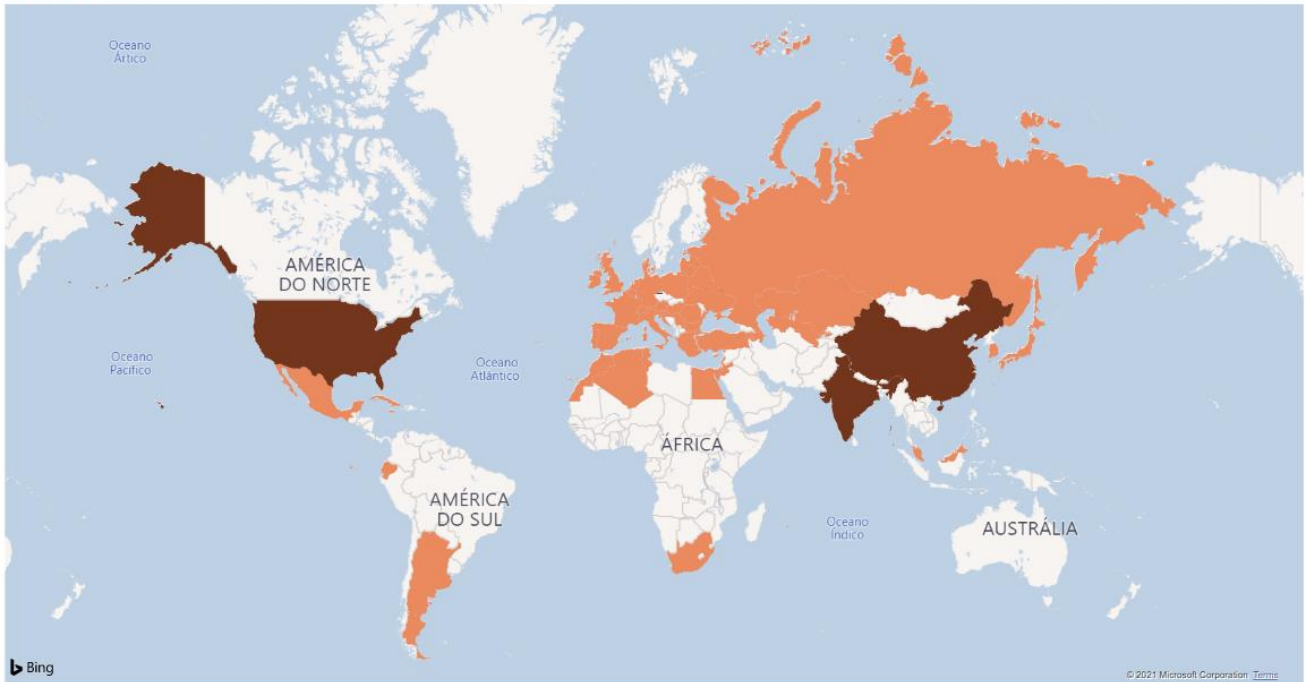 Oceano
Ártico
AMÉRICA
DO NORTE
Oceano
Pacífico
Oceano
Atlântico
ÁFRICA
AMÉRICA
DO SUL
Oceano
Índico
AUSTRÁLIA
Bing
© 2021 Microsoft Corporation Terms